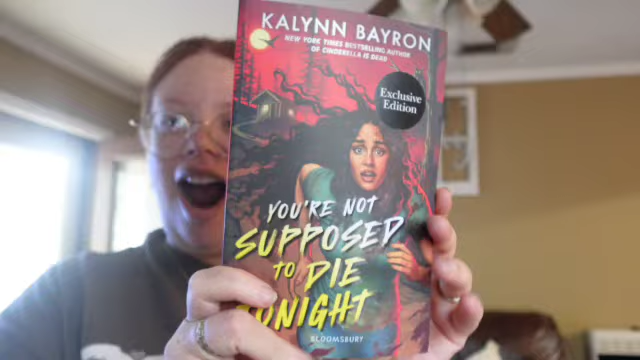 KALYNN BAYRON
NEW YORK TIMES BESTSELLING AUTHOR
OF CINDERELLA IS DEAD
Exclusive
Edition
YOU'RE NOT
SUPPOSED
TO DIE
TONIGHT
BLOOMSBURY